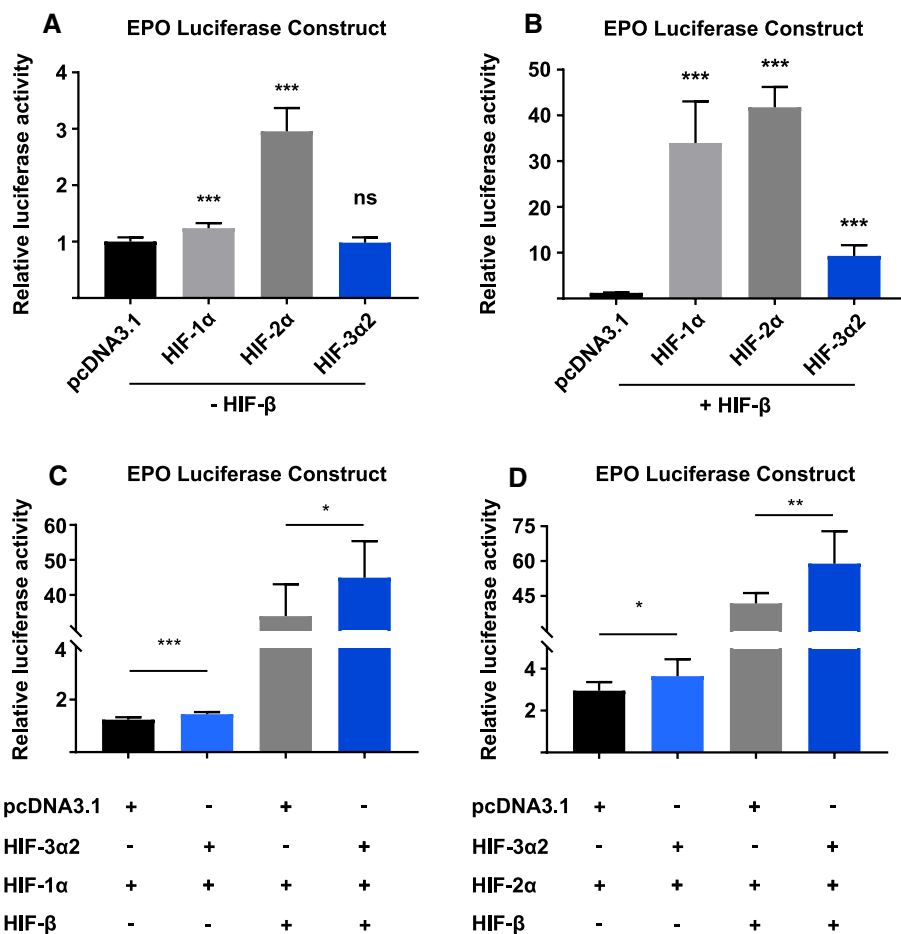 A
EPO Luciferase Construct
Relative luciferase activity
4
3
2
1
***
***
ns
pcDNA3.1
HIF-1α
HIF-2α
HIF-3α2
- HIF-β
B
EPO Luciferase Construct
Relative luciferase activity
50
40
30
20
10
***
***
***
pcDNA3.1
HIF-1α
HIF-2α
HIF-3α2
+ HIF-β
C
EPO Luciferase Construct
Relative luciferase activity
60
40
4
2
***
*
pcDNA3.1 + - + -
HIF-3α2 - + - +
HIF-1α + + + +
HIF-β - - + +
D
EPO Luciferase Construct
Relative luciferase activity
75
45
4
2
*
**
pcDNA3.1 + - + -
HIF-3α2 - + - +
HIF-2α + + + +
HIF-β - - + +